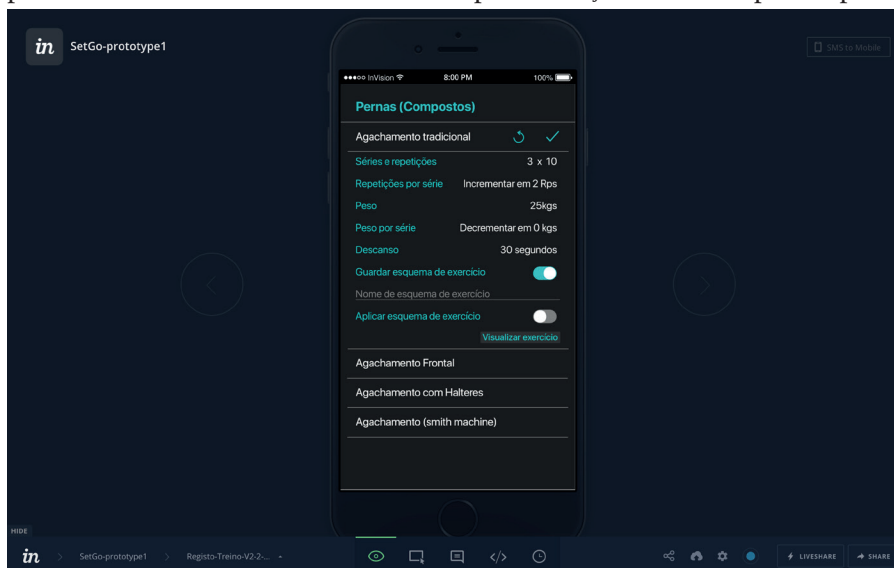 in SetGo-prototype1
SMS to Mobile
InVision 8:00 PM 100%
Pernas (Compostos)
Agachamento tradicional
Séries e repetições 3 x 10
Repetições por série Incrementar em 2 Rps
Peso 25kgs
Peso por série Decrementar em 0 kgs
Descanso 30 segundos
Guardar esquema de exercício
Nome de esquema de exercício
Aplicar esquema de exercício
Visualizar exercício
Agachamento Frontal
Agachamento com Halteres
Agachamento (smith machine)
HIDE
in > SetGo-prototype1 > Registo-Treino-V2-2-... </> LIVESHARE SHARE